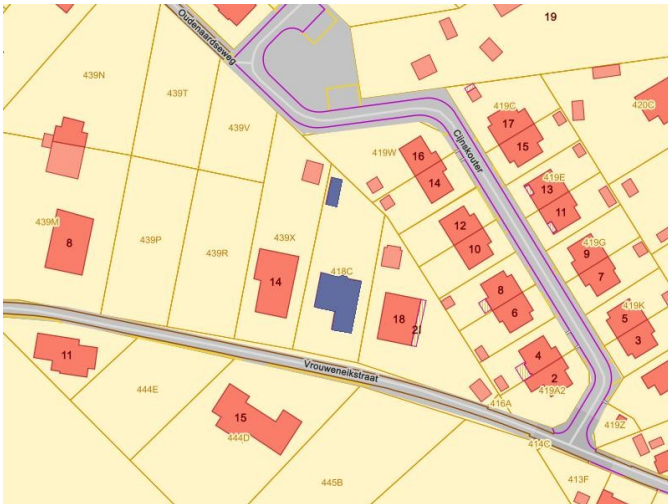 19
Oudenaardseweg
439N
439T
439V
419C
17
15
420C
Cijnskouter
419W
16
14
419E
13
11
439M
8
439P
439R
439X
14
418C
12
10
419G
9
7
8
6
18
419K
5
3
Vrouweneikstraat
11
4
2
419A2
444E
15
444D
416A
419Z
414C
445B
413F